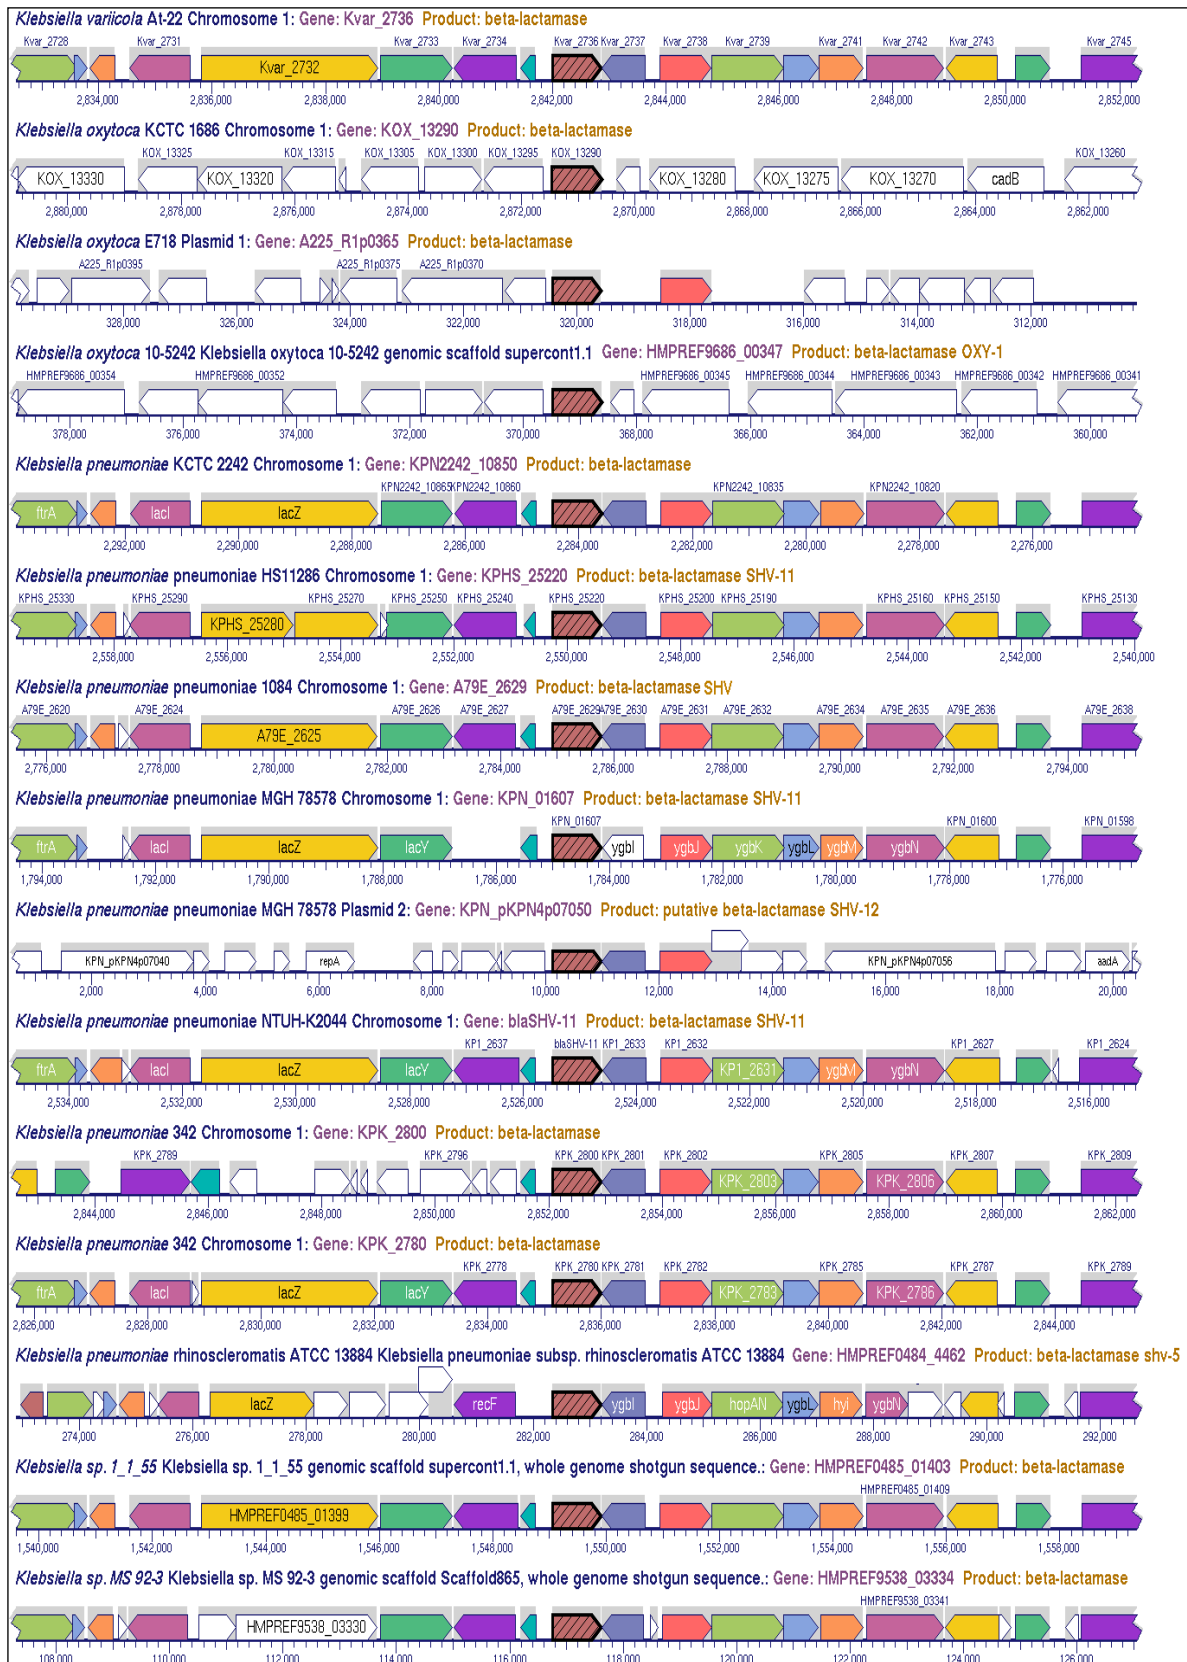 Klebsiella variicola At-22 Chromosome 1: Gene: Kvar_2736 Product: beta-lactamase
Kvar_2728 Kvar_2731 Kvar_2733 Kvar_2734 Kvar_2736 Kvar_2737 Kvar_2738 Kvar_2739 Kvar_2741 Kvar_2742 Kvar_2743 Kvar_2745
Kvar_2732
2,834,000 2,836,000 2,838,000 2,840,000 2,842,000 2,844,000 2,846,000 2,848,000 2,850,000 2,852,000
Klebsiella oxytoca KCTC 1686 Chromosome 1: Gene: KOX_13290 Product: beta-lactamase
KOX_13325 KOX_13315 KOX_13305 KOX_13300 KOX_13295 KOX_13290 KOX_13260
KOX_13330 KOX_13320 KOX_13280 KOX_13275 KOX_13270 cadB
2,880,000 2,878,000 2,876,000 2,874,000 2,872,000 2,870,000 2,868,000 2,866,000 2,864,000 2,862,000
Klebsiella oxytoca E718 Plasmid 1: Gene: A225_R1p0365 Product: beta-lactamase
A225_R1p0395 A225_R1p0375 A225_R1p0370
328,000 326,000 324,000 322,000 320,000 318,000 316,000 314,000 312,000
Klebsiella oxytoca 10-5242 Klebsiella oxytoca 10-5242 genomic scaffold supercont1.1 Gene: HMPREF9686_00347 Product: beta-lactamase OXY-1
HMPREF9686_00354 HMPREF9686_00352 HMPREF9686_00345 HMPREF9686_00344 HMPREF9686_00343 HMPREF9686_00342 HMPREF9686_00341
378,000 376,000 374,000 372,000 370,000 368,000 366,000 364,000 362,000 360,000
Klebsiella pneumoniae KCTC 2242 Chromosome 1: Gene: KPN2242_10850 Product: beta-lactamase
KPN2242_10865 KPN2242_10860 KPN2242_10835 KPN2242_10820
ftrA lacI lacZ
2,292,000 2,290,000 2,288,000 2,286,000 2,284,000 2,282,000 2,280,000 2,278,000 2,276,000
Klebsiella pneumoniae pneumoniae HS11286 Chromosome 1: Gene: KPHS_25220 Product: beta-lactamase SHV-11
KPHS_25330 KPHS_25290 KPHS_25270 KPHS_25250 KPHS_25240 KPHS_25220 KPHS_25200 KPHS_25190 KPHS_25160 KPHS_25150 KPHS_25130
KPHS_25280
2,558,000 2,556,000 2,554,000 2,552,000 2,550,000 2,548,000 2,546,000 2,544,000 2,542,000 2,540,000
Klebsiella pneumoniae pneumoniae 1084 Chromosome 1: Gene: A79E_2629 Product: beta-lactamase SHV
A79E_2620 A79E_2624 A79E_2626 A79E_2627 A79E_2629 A79E_2630 A79E_2631 A79E_2632 A79E_2634 A79E_2635 A79E_2636 A79E_2638
A79E_2625
2,776,000 2,778,000 2,780,000 2,782,000 2,784,000 2,786,000 2,788,000 2,790,000 2,792,000 2,794,000
Klebsiella pneumoniae pneumoniae MGH 78578 Chromosome 1: Gene: KPN_01607 Product: beta-lactamase SHV-11
KPN_01607 KPN_01600 KPN_01598
ftrA lacI lacZ lacY ygbI ygbJ ygbK ygbL ygbM ygbN
1,794,000 1,792,000 1,790,000 1,788,000 1,786,000 1,784,000 1,782,000 1,780,000 1,778,000 1,776,000
Klebsiella pneumoniae pneumoniae MGH 78578 Plasmid 2: Gene: KPN_pKPN4p07050 Product: putative beta-lactamase SHV-12
KPN_pKPN4p07040 repA KPN_pKPN4p07056 aadA
2,000 4,000 6,000 8,000 10,000 12,000 14,000 16,000 18,000 20,000
Klebsiella pneumoniae pneumoniae NTUH-K2044 Chromosome 1: Gene: blaSHV-11 Product: beta-lactamase SHV-11
KP1_2637 blaSHV-11 KP1_2633 KP1_2632 KP1_2627 KP1_2624
ftrA lacI lacZ lacY KP1_2631 ygbM ygbN
2,534,000 2,532,000 2,530,000 2,528,000 2,526,000 2,524,000 2,522,000 2,520,000 2,518,000 2,516,000
Klebsiella pneumoniae 342 Chromosome 1: Gene: KPK_2800 Product: beta-lactamase
KPK_2789 KPK_2796 KPK_2800 KPK_2801 KPK_2802 KPK_2805 KPK_2807 KPK_2809
KPK_2803 KPK_2806
2,844,000 2,846,000 2,848,000 2,850,000 2,852,000 2,854,000 2,856,000 2,858,000 2,860,000 2,862,000
Klebsiella pneumoniae 342 Chromosome 1: Gene: KPK_2780 Product: beta-lactamase
KPK_2778 KPK_2780 KPK_2781 KPK_2782 KPK_2785 KPK_2787 KPK_2789
ftrA lacI lacZ lacY KPK_2783 KPK_2786
2,826,000 2,828,000 2,830,000 2,832,000 2,834,000 2,836,000 2,838,000 2,840,000 2,842,000 2,844,000
Klebsiella pneumoniae rhinoscleromatis ATCC 13884 Klebsiella pneumoniae subsp. rhinoscleromatis ATCC 13884 Gene: HMPREF0484_4462 Product: beta-lactamase shv-5
lacZ recF ygbI ygbJ hopAN ygbL hyi ygbN
274,000 276,000 278,000 280,000 282,000 284,000 286,000 288,000 290,000 292,000
Klebsiella sp. 1_1_55 Klebsiella sp. 1_1_55 genomic scaffold supercont1.1, whole genome shotgun sequence.: Gene: HMPREF0485_01403 Product: beta-lactamase
HMPREF0485_01409
HMPREF0485_01399
1,540,000 1,542,000 1,544,000 1,546,000 1,548,000 1,550,000 1,552,000 1,554,000 1,556,000 1,558,000
Klebsiella sp. MS 92-3 Klebsiella sp. MS 92-3 genomic scaffold Scaffold865, whole genome shotgun sequence.: Gene: HMPREF9538_03334 Product: beta-lactamase
HMPREF9538_03341
HMPREF9538_03330
108,000 110,000 112,000 114,000 116,000 118,000 120,000 122,000 124,000 126,000